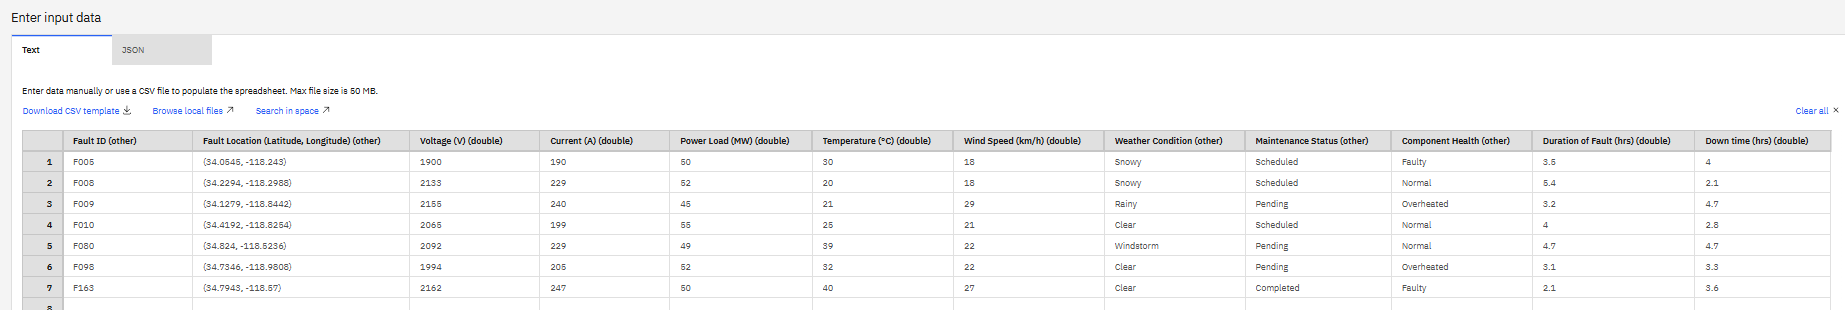 Enter input data
Text JSON
Enter data manually or use a CSV file to populate the spreadsheet. Max file size is 50 MB.
Download CSV template Browse local files Search in space Clear all ×
Fault ID (other) Fault Location (Latitude, Longitude) (other) Voltage (V) (double) Current (A) (double) Power Load (MW) (double) Temperature (°C) (double) Wind Speed (km/h) (double) Weather Condition (other) Maintenance Status (other) Component Health (other) Duration of Fault (hrs) (double) Down time (hrs) (double)
1 F005 (34.0545, -118.243) 1900 190 50 30 18 Snowy Scheduled Faulty 3.5 4
2 F008 (34.2294, -118.2988) 2133 229 52 20 18 Snowy Scheduled Normal 5.4 2.1
3 F009 (34.1279, -118.8442) 2155 240 45 21 29 Rainy Pending Overheated 3.2 4.7
4 F010 (34.4192, -118.8254) 2065 199 55 25 21 Clear Scheduled Normal 4 2.8
5 F080 (34.824, -118.5236) 2092 229 49 39 22 Windstorm Pending Normal 4.7 4.7
6 F098 (34.7346, -118.9808) 1994 205 52 32 22 Clear Pending Overheated 3.1 3.3
7 F163 (34.7943, -118.57) 2162 247 50 40 27 Clear Completed Faulty 2.1 3.6
8